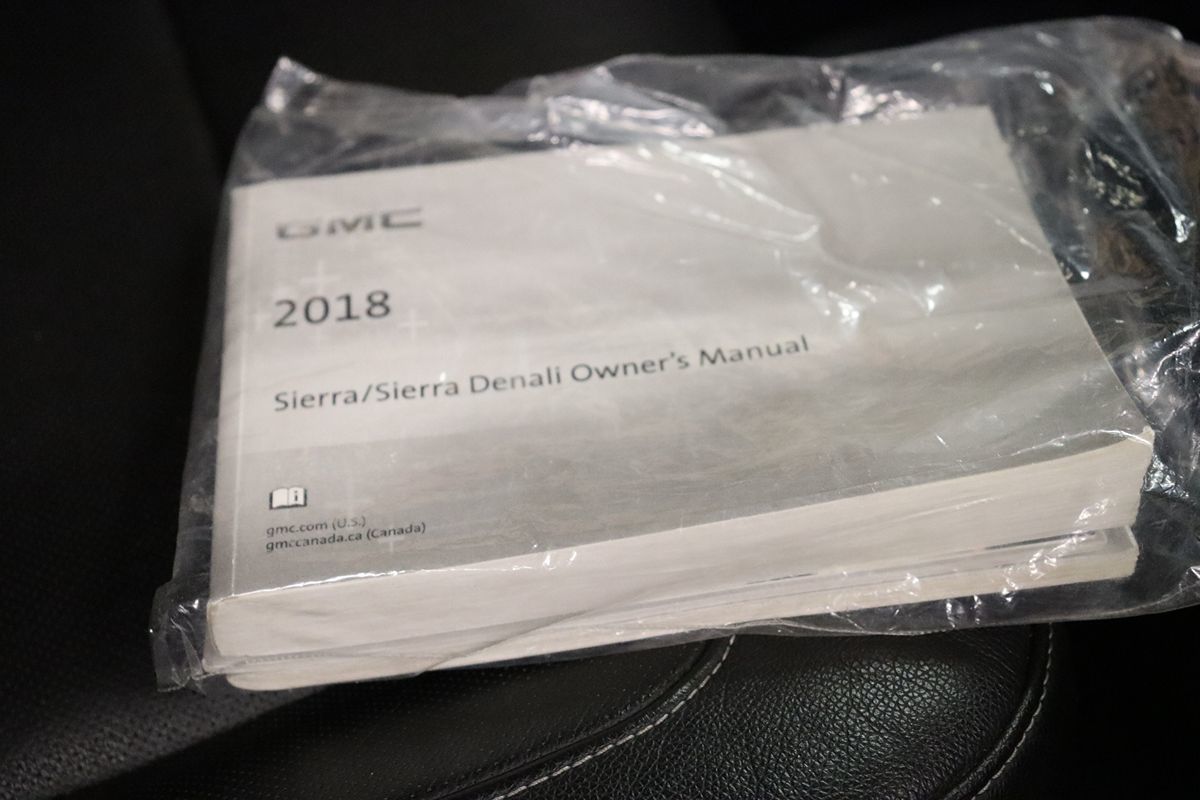 GMC
2018
Sierra/Sierra Denali Owner's Manual
gmc.com (U.S.)
gmccanada.ca (Canada)